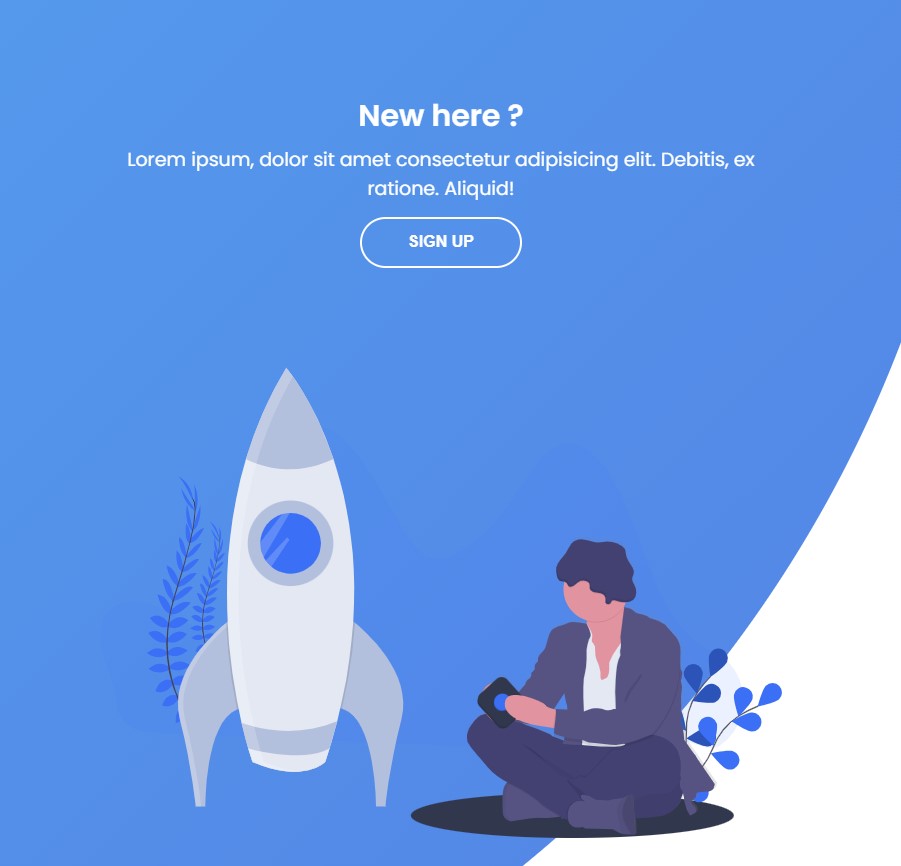 New here ?
Lorem ipsum, dolor sit amet consectetur adipisicing elit. Debitis, ex
ratione. Aliquid!
SIGN UP